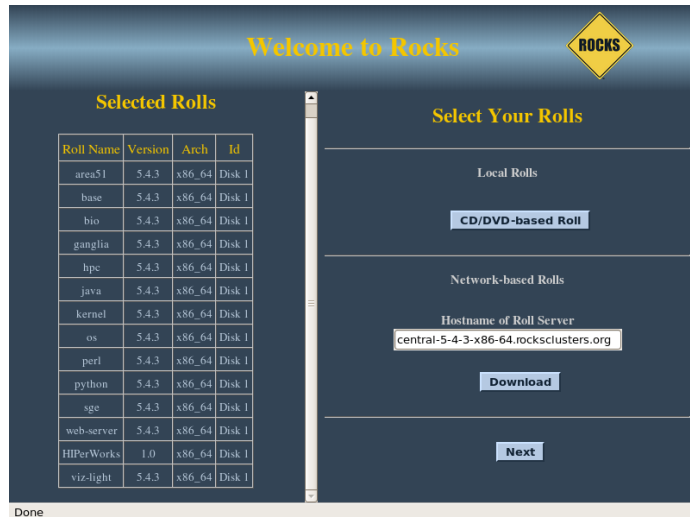 Welcome to Rocks
ROCKS
Selected Rolls
Roll Name Version Arch Id
area51 5.4.3 x86_64 Disk 1
base 5.4.3 x86_64 Disk 1
bio 5.4.3 x86_64 Disk 1
ganglia 5.4.3 x86_64 Disk 1
hpc 5.4.3 x86_64 Disk 1
java 5.4.3 x86_64 Disk 1
kernel 5.4.3 x86_64 Disk 1
os 5.4.3 x86_64 Disk 1
perl 5.4.3 x86_64 Disk 1
python 5.4.3 x86_64 Disk 1
sge 5.4.3 x86_64 Disk 1
web-server 5.4.3 x86_64 Disk 1
HIPerWorks 1.0 x86_64 Disk 1
viz-light 5.4.3 x86_64 Disk 1
Select Your Rolls
Local Rolls
CD/DVD-based Roll
Network-based Rolls
Hostname of Roll Server
central-5-4-3-x86-64.rocksclusters.org
Download
Next
Done